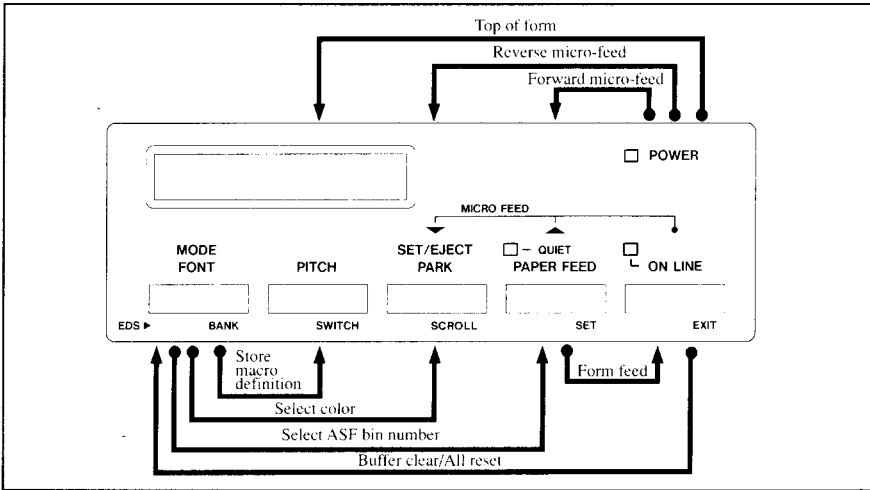 Top of form
Reverse micro-feed
Forward micro-feed
POWER
MICRO FEED
MODE
FONT
PITCH
SET/EJECT
PARK
– QUIET
PAPER FEED
ON LINE
EDS ▶
BANK
SWITCH
SCROLL
SET
EXIT
Store
macro
definition
Form feed
Select color
Select ASF bin number
Buffer clear/All reset